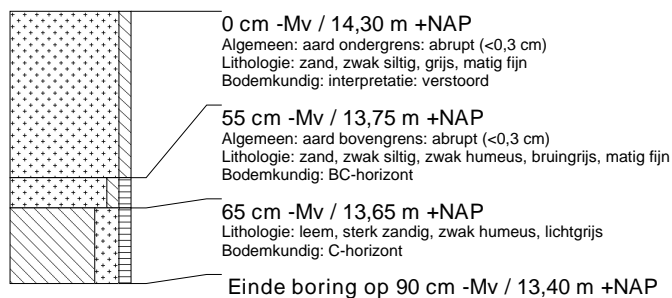 0 cm -Mv / 14,30 m +NAP
Algemeen: aard ondergrens: abrupt (<0,3 cm)
Lithologie: zand, zwak siltig, grijs, matig fijn
Bodemkundig: interpretatie: verstoord
55 cm -Mv / 13,75 m +NAP
Algemeen: aard bovengrens: abrupt (<0,3 cm)
Lithologie: zand, zwak siltig, zwak humeus, bruingrijs, matig fijn
Bodemkundig: BC-horizont
65 cm -Mv / 13,65 m +NAP
Lithologie: leem, sterk zandig, zwak humeus, lichtgrijs
Bodemkundig: C-horizont
Einde boring op 90 cm -Mv / 13,40 m +NAP